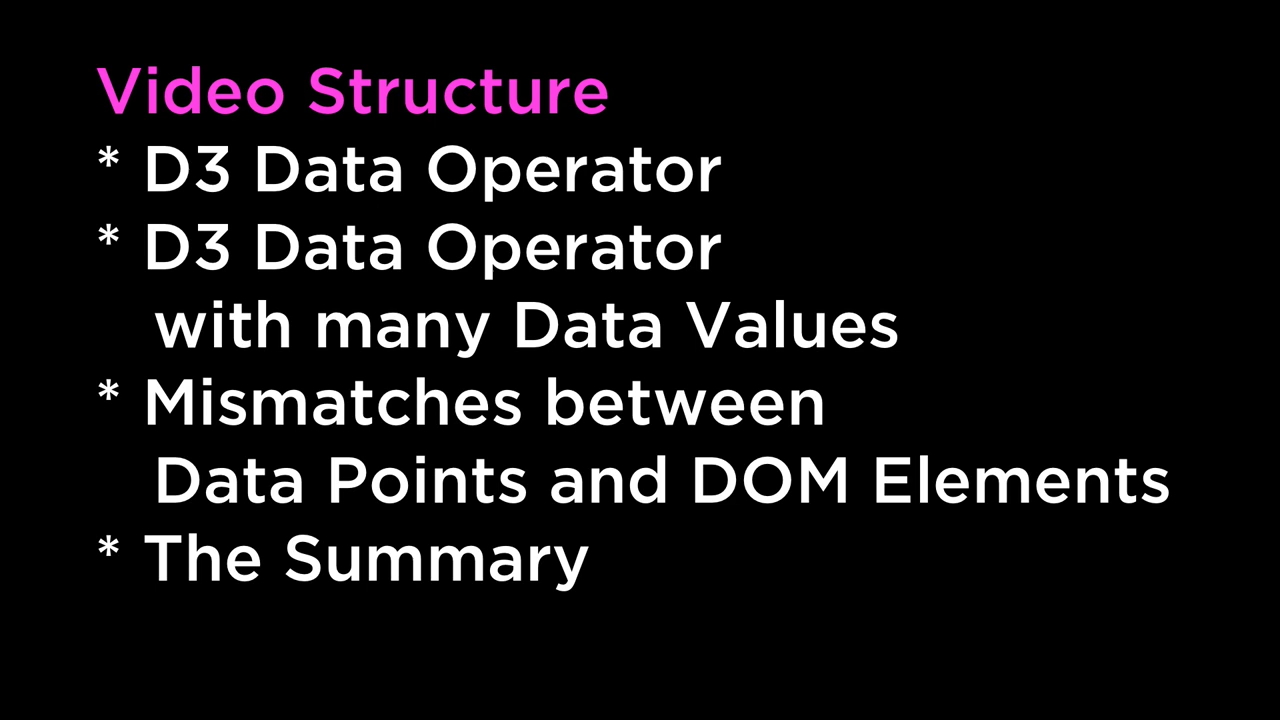 Video Structure
* D3 Data Operator
* D3 Data Operator
with many Data Values
* Mismatches between
Data Points and DOM Elements
* The Summary